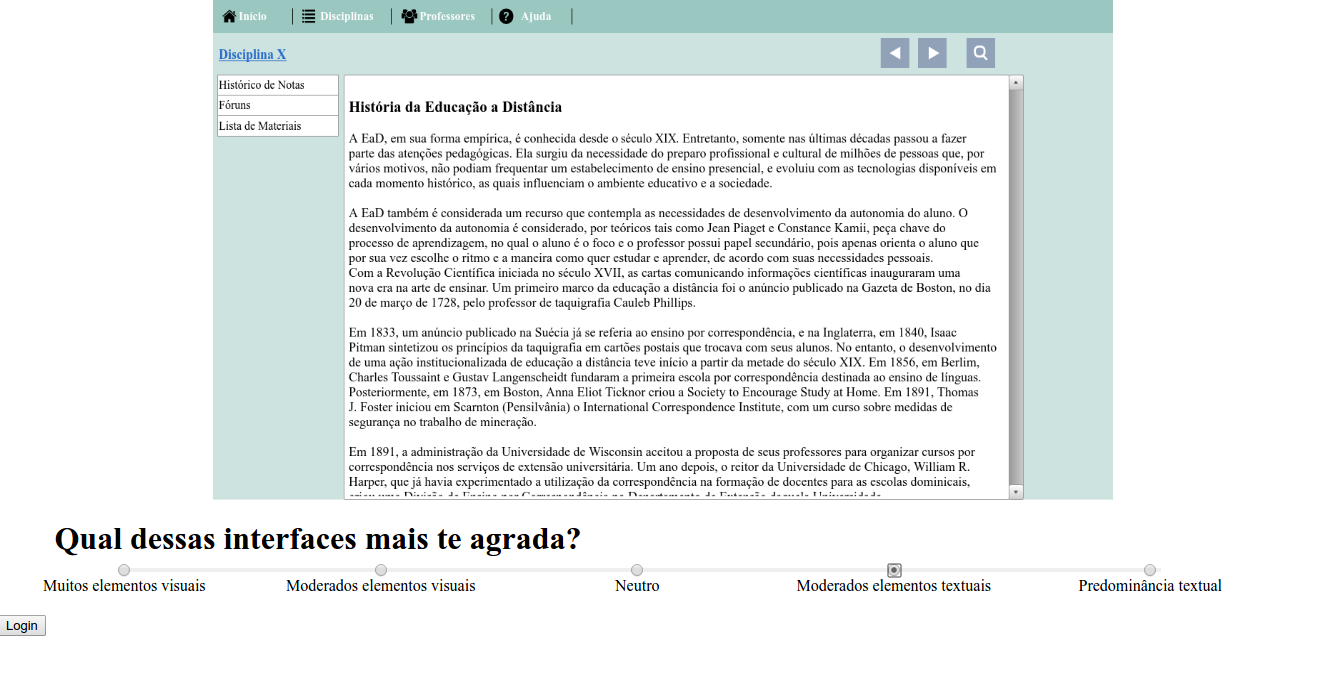 Início Disciplinas Professores Ajuda
Disciplina X
Histórico de Notas
Fóruns
Lista de Materiais
História da Educação a Distância
A EaD, em sua forma empírica, é conhecida desde o século XIX. Entretanto, somente nas últimas décadas passou a fazer
parte das atenções pedagógicas. Ela surgiu da necessidade do preparo profissional e cultural de milhões de pessoas que, por
vários motivos, não podiam frequentar um estabelecimento de ensino presencial, e evoluiu com as tecnologias disponíveis em
cada momento histórico, as quais influenciam o ambiente educativo e a sociedade.
A EaD também é considerada um recurso que contempla as necessidades de desenvolvimento da autonomia do aluno. O
desenvolvimento da autonomia é considerado, por teóricos tais como Jean Piaget e Constance Kamii, peça chave do
processo de aprendizagem, no qual o aluno é o foco e o professor possui papel secundário, pois apenas orienta o aluno que
por sua vez escolhe o ritmo e a maneira como quer estudar e aprender, de acordo com suas necessidades pessoais.
Com a Revolução Científica iniciada no século XVII, as cartas comunicando informações científicas inauguraram uma
nova era na arte de ensinar. Um primeiro marco da educação a distância foi o anúncio publicado na Gazeta de Boston, no dia
20 de março de 1728, pelo professor de taquigrafia Cauleb Phillips.
Em 1833, um anúncio publicado na Suécia já se referia ao ensino por correspondência, e na Inglaterra, em 1840, Isaac
Pitman sintetizou os princípios da taquigrafia em cartões postais que trocava com seus alunos. No entanto, o desenvolvimento
de uma ação institucionalizada de educação a distância teve início a partir da metade do século XIX. Em 1856, em Berlim,
Charles Toussaint e Gustav Langenscheidt fundaram a primeira escola por correspondência destinada ao ensino de línguas.
Posteriormente, em 1873, em Boston, Anna Eliot Ticknor criou a Society to Encourage Study at Home. Em 1891, Thomas
J. Foster iniciou em Scarnton (Pensilvânia) o International Correspondence Institute, com um curso sobre medidas de
segurança no trabalho de mineração.
Em 1891, a administração da Universidade de Wisconsin aceitou a proposta de seus professores para organizar cursos por
correspondência nos serviços de extensão universitária. Um ano depois, o reitor da Universidade de Chicago, William R.
Harper, que já havia experimentado a utilização da correspondência na formação de docentes para as escolas dominicais,
criou uma Divisão de Ensino por Correspondência no Departamento de Extensão daquela Universidade.
Qual dessas interfaces mais te agrada?
Muitos elementos visuais Moderados elementos visuais Neutro Moderados elementos textuais Predominância textual
Login